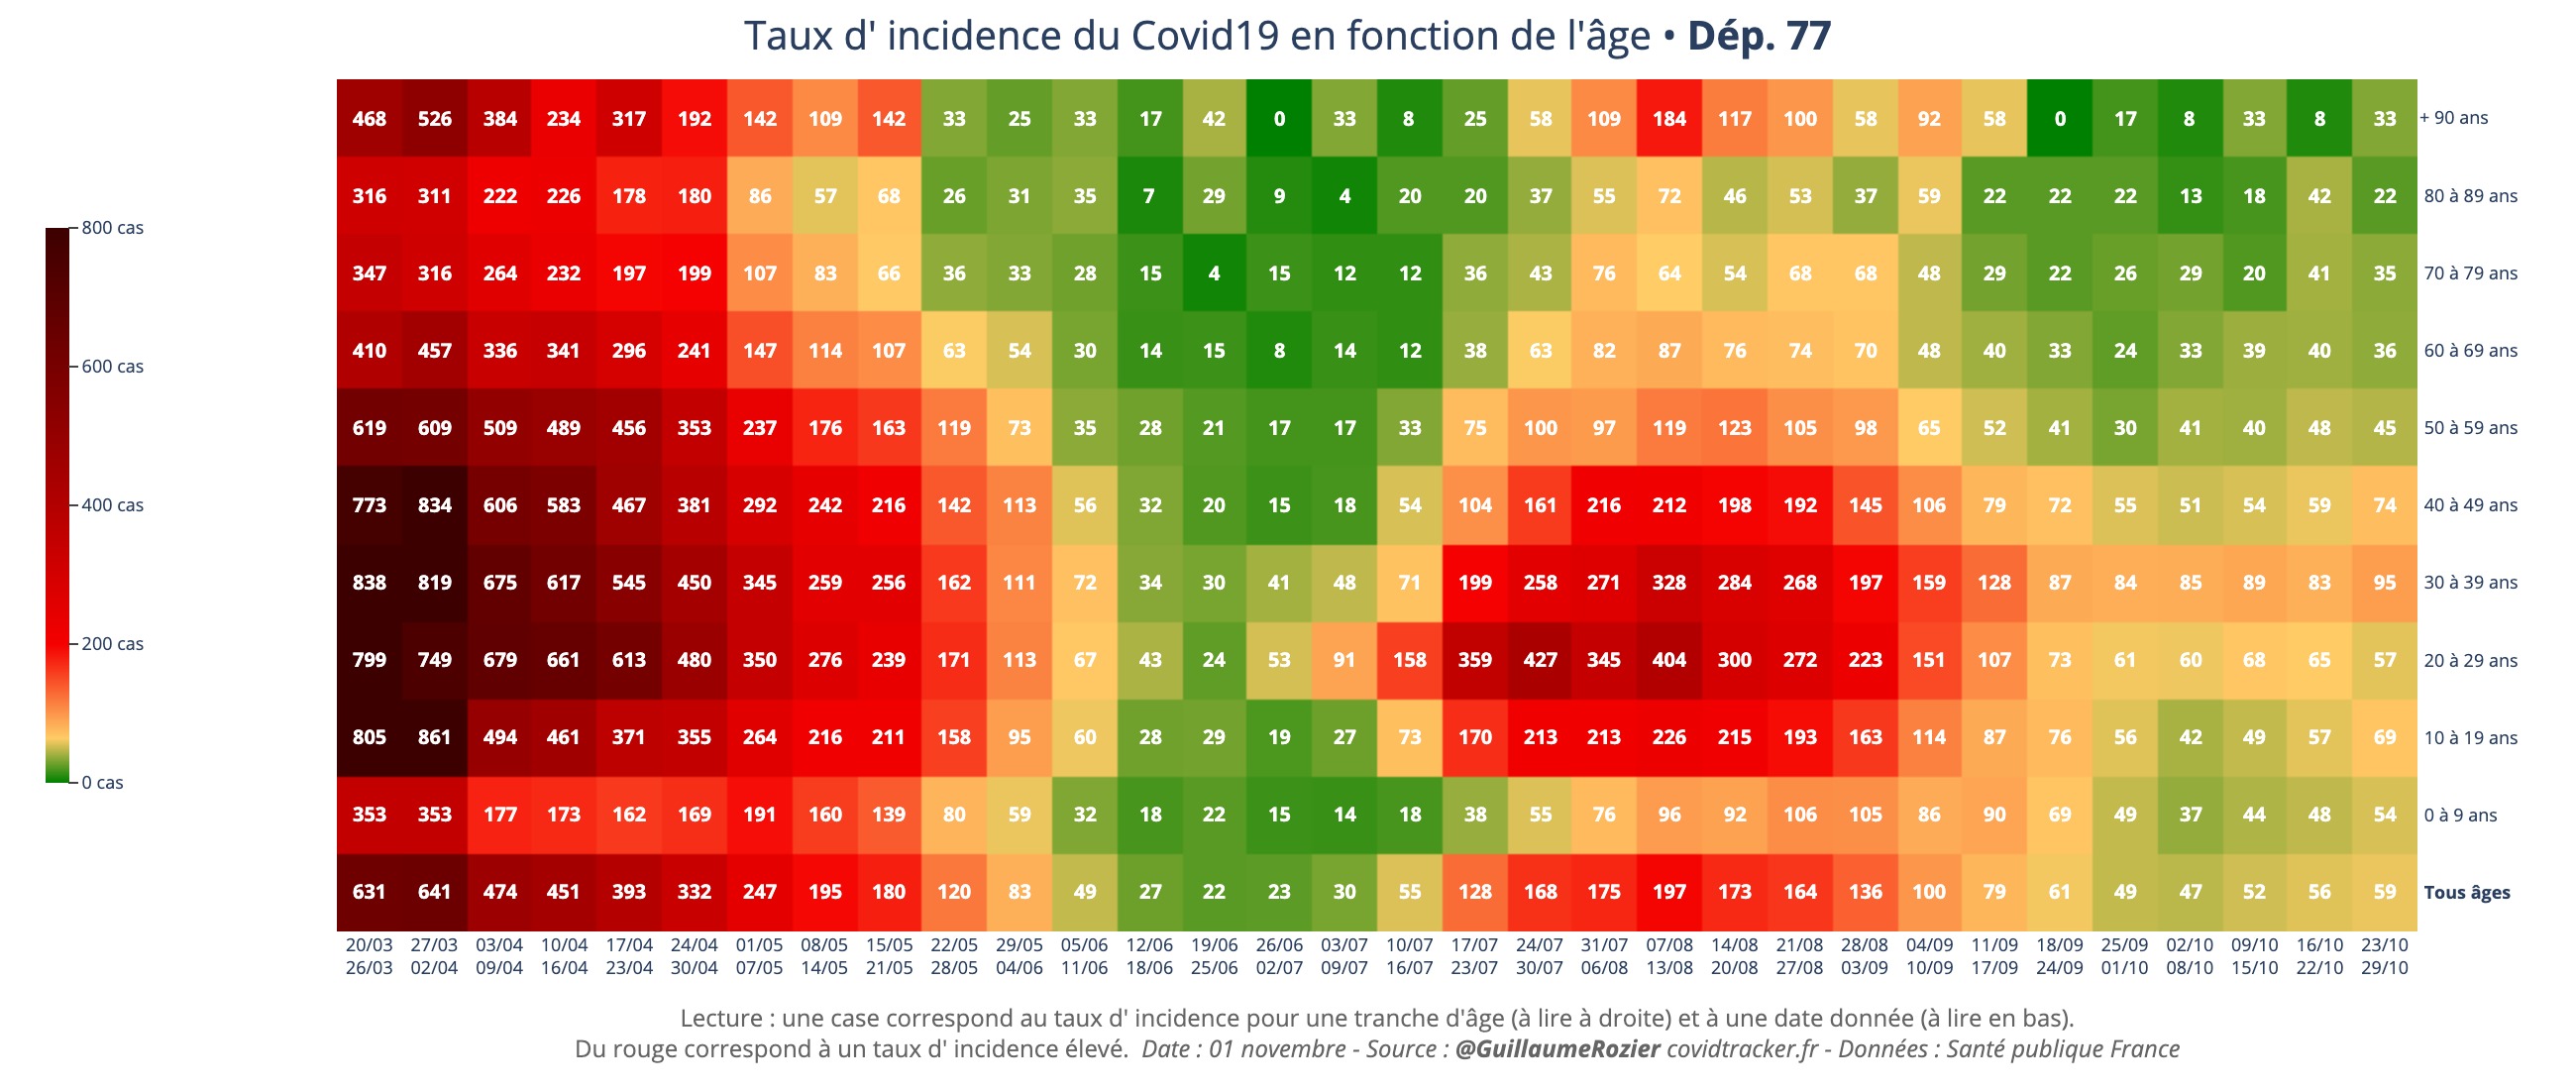 Taux d' incidence du Covid19 en fonction de l'âge • Dép. 77
800 cas
600 cas
400 cas
200 cas
0 cas
468 526 384 234 317 192 142 109 142 33 25 33 17 42 0 33 8 25 58 109 184 117 100 58 92 58 0 17 8 33 8 33 + 90 ans
316 311 222 226 178 180 86 57 68 26 31 35 7 29 9 4 20 20 37 55 72 46 53 37 59 22 22 22 13 18 42 22 80 à 89 ans
347 316 264 232 197 199 107 83 66 36 33 28 15 4 15 12 12 36 43 76 64 54 68 68 48 29 22 26 29 20 41 35 70 à 79 ans
410 457 336 341 296 241 147 114 107 63 54 30 14 15 8 14 12 38 63 82 87 76 74 70 48 40 33 24 33 39 40 36 60 à 69 ans
619 609 509 489 456 353 237 176 163 119 73 35 28 21 17 17 33 75 100 97 119 123 105 98 65 52 41 30 41 40 48 45 50 à 59 ans
773 834 606 583 467 381 292 242 216 142 113 56 32 20 15 18 54 104 161 216 212 198 192 145 106 79 72 55 51 54 59 74 40 à 49 ans
838 819 675 617 545 450 345 259 256 162 111 72 34 30 41 48 71 199 258 271 328 284 268 197 159 128 87 84 85 89 83 95 30 à 39 ans
799 749 679 661 613 480 350 276 239 171 113 67 43 24 53 91 158 359 427 345 404 300 272 223 151 107 73 61 60 68 65 57 20 à 29 ans
805 861 494 461 371 355 264 216 211 158 95 60 28 29 19 27 73 170 213 213 226 215 193 163 114 87 76 56 42 49 57 69 10 à 19 ans
353 353 177 173 162 169 191 160 139 80 59 32 18 22 15 14 18 38 55 76 96 92 106 105 86 90 69 49 37 44 48 54 0 à 9 ans
631 641 474 451 393 332 247 195 180 120 83 49 27 22 23 30 55 128 168 175 197 173 164 136 100 79 61 49 47 52 56 59 Tous âges
20/03 27/03 03/04 10/04 17/04 24/04 01/05 08/05 15/05 22/05 29/05 05/06 12/06 19/06 26/06 03/07 10/07 17/07 24/07 31/07 07/08 14/08 21/08 28/08 04/09 11/09 18/09 25/09 02/10 09/10 16/10 23/10
26/03 02/04 09/04 16/04 23/04 30/04 07/05 14/05 21/05 28/05 04/06 11/06 18/06 25/06 02/07 09/07 16/07 23/07 30/07 06/08 13/08 20/08 27/08 03/09 10/09 17/09 24/09 01/10 08/10 15/10 22/10 29/10
Lecture : une case correspond au taux d' incidence pour une tranche d'âge (à lire à droite) et à une date donnée (à lire en bas).
Du rouge correspond à un taux d' incidence élevé. Date : 01 novembre - Source : @GuillaumeRozier covidtracker.fr - Données : Santé publique France